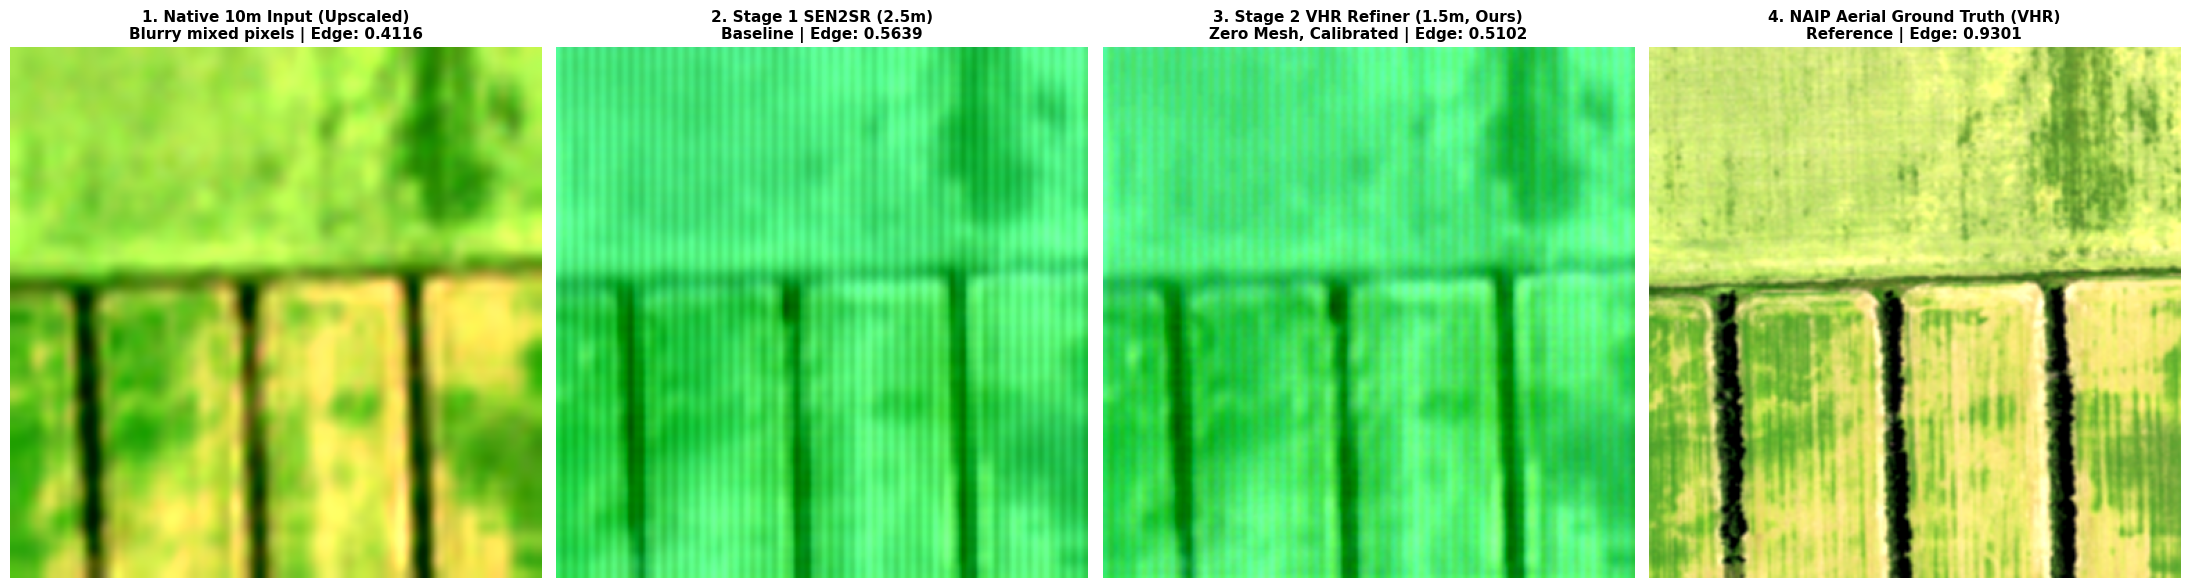 1. Native 10m Input (Upscaled)
Blurry mixed pixels | Edge: 0.4116
2. Stage 1 SEN2SR (2.5m)
Baseline | Edge: 0.5639
3. Stage 2 VHR Refiner (1.5m, Ours)
Zero Mesh, Calibrated | Edge: 0.5102
4. NAIP Aerial Ground Truth (VHR)
Reference | Edge: 0.9301